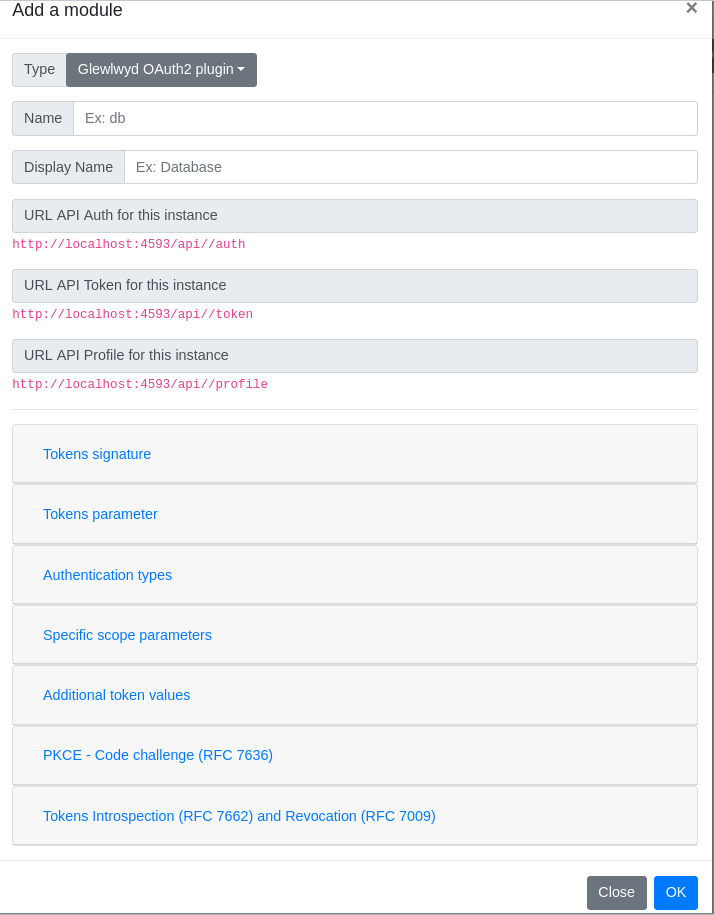 Add a module
×
Type Glewlwyd OAuth2 plugin
Name Ex: db
Display Name Ex: Database
URL API Auth for this instance
http://localhost:4593/api//auth
URL API Token for this instance
http://localhost:4593/api//token
URL API Profile for this instance
http://localhost:4593/api//profile
Tokens signature
Tokens parameter
Authentication types
Specific scope parameters
Additional token values
PKCE - Code challenge (RFC 7636)
Tokens Introspection (RFC 7662) and Revocation (RFC 7009)
Close OK